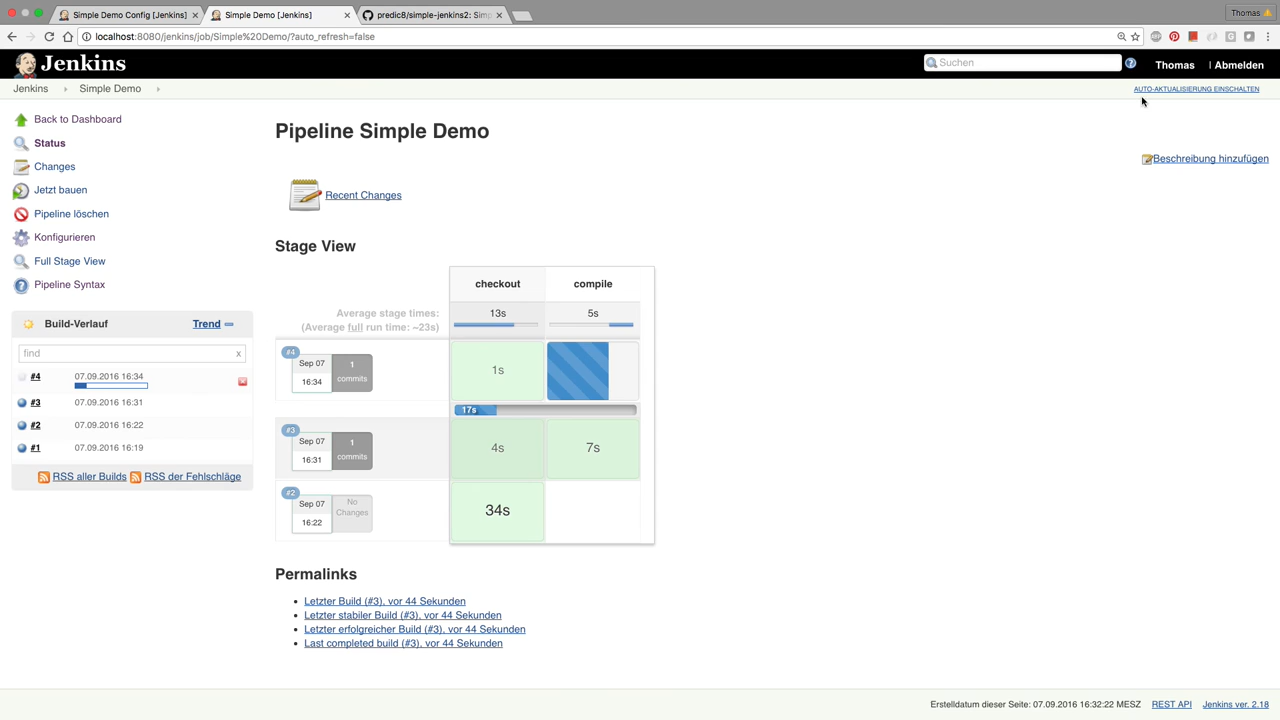 Simple Demo Config [Jenkins]
Simple Demo [Jenkins]
predic8/simple-jenkins2: Sim
Thomas
localhost:8080/jenkins/job/Simple%20Demo/?auto_refresh=false
Jenkins
Suchen
Thomas
| Abmelden
Jenkins
Simple Demo
AUTO-AKTUALISIERUNG EINSCHALTEN
Back to Dashboard
Status
Changes
Jetzt bauen
Pipeline löschen
Konfigurieren
Full Stage View
Pipeline Syntax
Build-Verlauf
Trend
find
x
#4 07.09.2016 16:34
#3 07.09.2016 16:31
#2 07.09.2016 16:22
#1 07.09.2016 16:19
RSS aller Builds RSS der Fehlschläge
Pipeline Simple Demo
Beschreibung hinzufügen
Recent Changes
Stage View
checkout compile
Average stage times:
(Average full run time: ~23s)
13s 5s
#4
Sep 07
16:34
1
commits
1s
17s
#3
Sep 07
16:31
1
commits
4s 7s
#2
Sep 07
16:22
No
Changes
34s
Permalinks
Letzter Build (#3), vor 44 Sekunden
Letzter stabiler Build (#3), vor 44 Sekunden
Letzter erfolgreicher Build (#3), vor 44 Sekunden
Last completed build (#3), vor 44 Sekunden
Erstelldatum dieser Seite: 07.09.2016 16:32:22 MESZ REST API Jenkins ver. 2.18